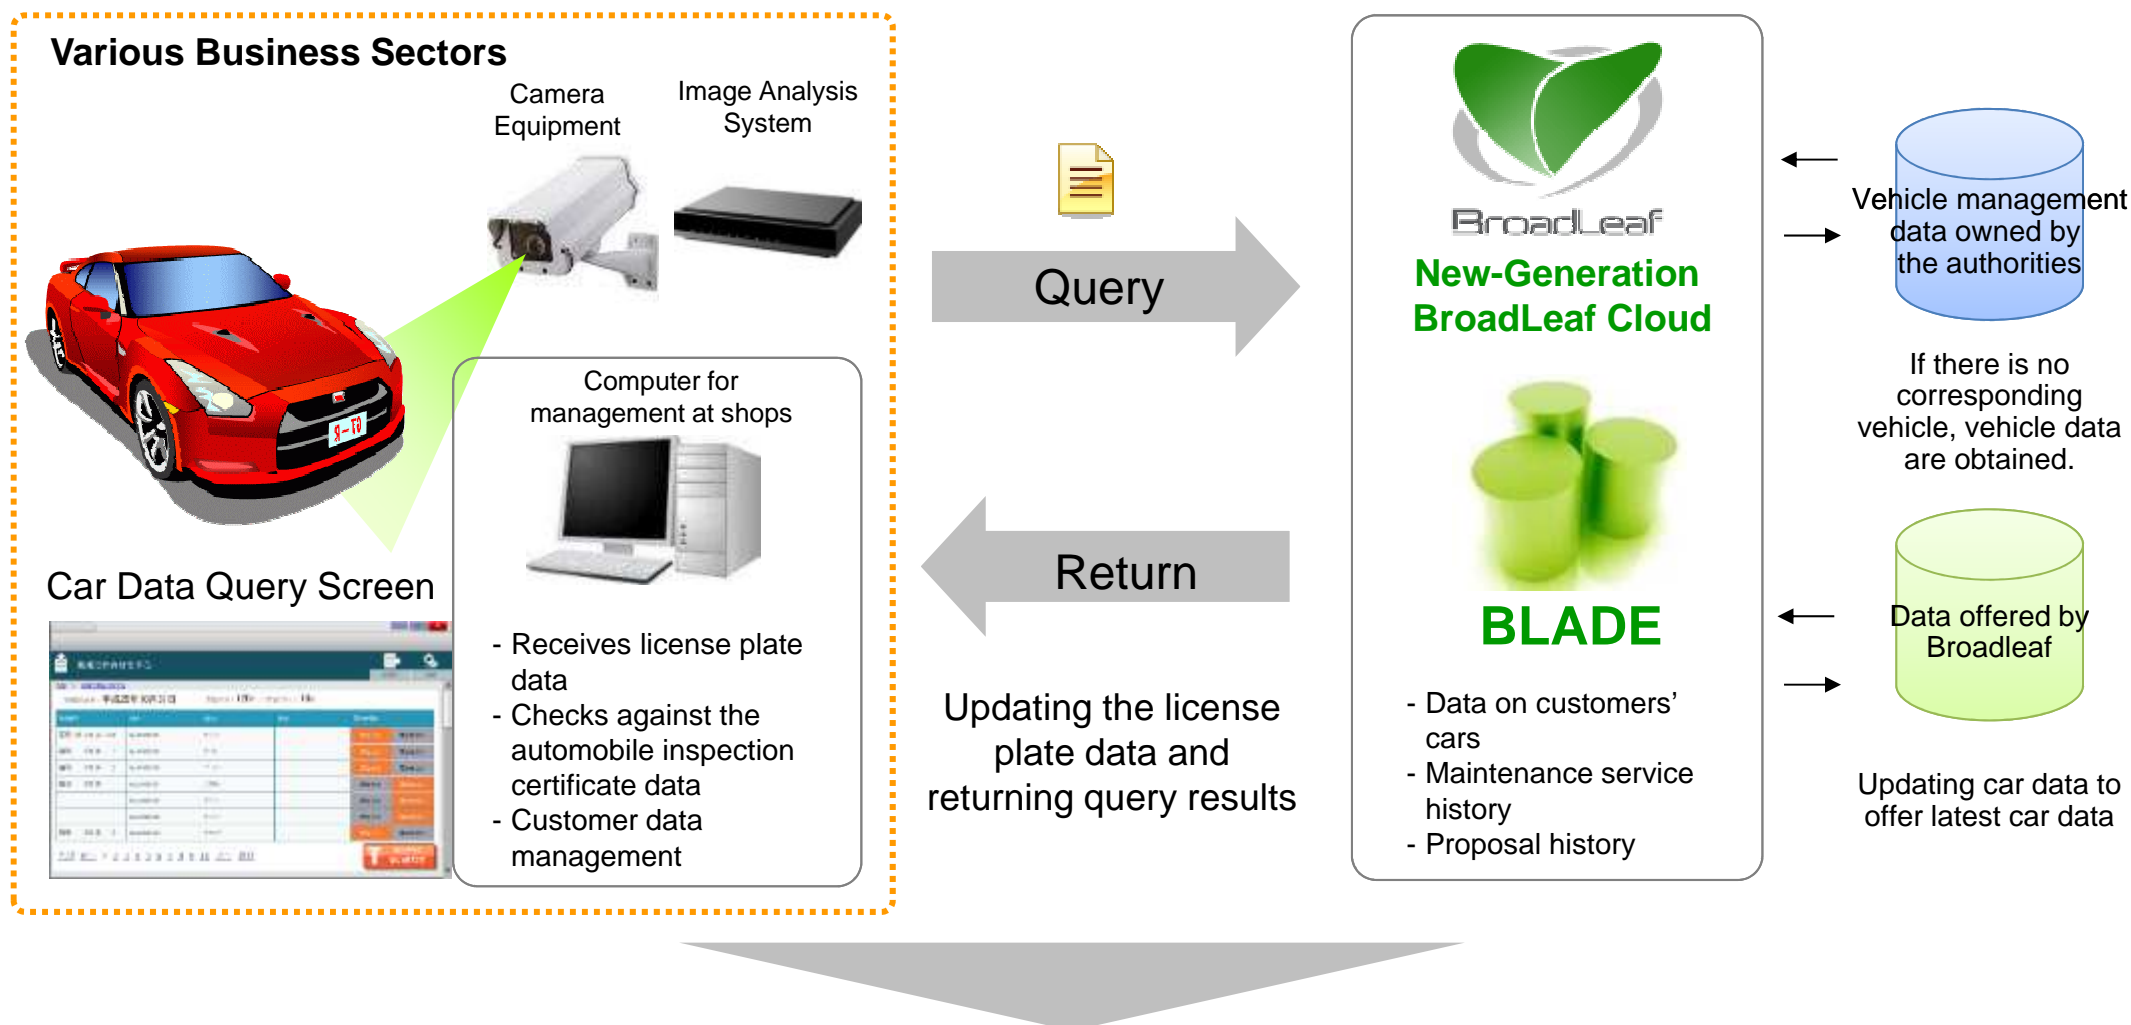 Various Business Sectors
Camera
Equipment
Image Analysis
System
Computer for
management at shops
Car Data Query Screen
- Receives license plate
data
- Checks against the
automobile inspection
certificate data
- Customer data
management
Query
Return
Updating the license
plate data and
returning query results
BroadLeaf
New-Generation
BroadLeaf Cloud
BLADE
- Data on customers’
cars
- Maintenance service
history
- Proposal history
Vehicle management
data owned by
the authorities
If there is no
corresponding
vehicle, vehicle data
are obtained.
Data offered by
Broadleaf
Updating car data to
offer latest car data